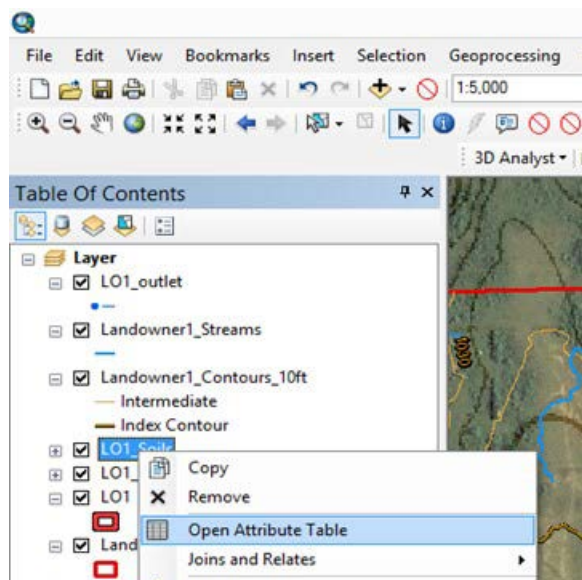 File Edit View Bookmarks Insert Selection Geoprocessing
1:5,000
3D Analyst
Table Of Contents
Layer
LO1_outlet
Landowner1_Streams
Landowner1_Contours_10ft
Intermediate
Index Contour
LO1_Soils
LO1_
LO1
Land
Copy
Remove
Open Attribute Table
Joins and Relates